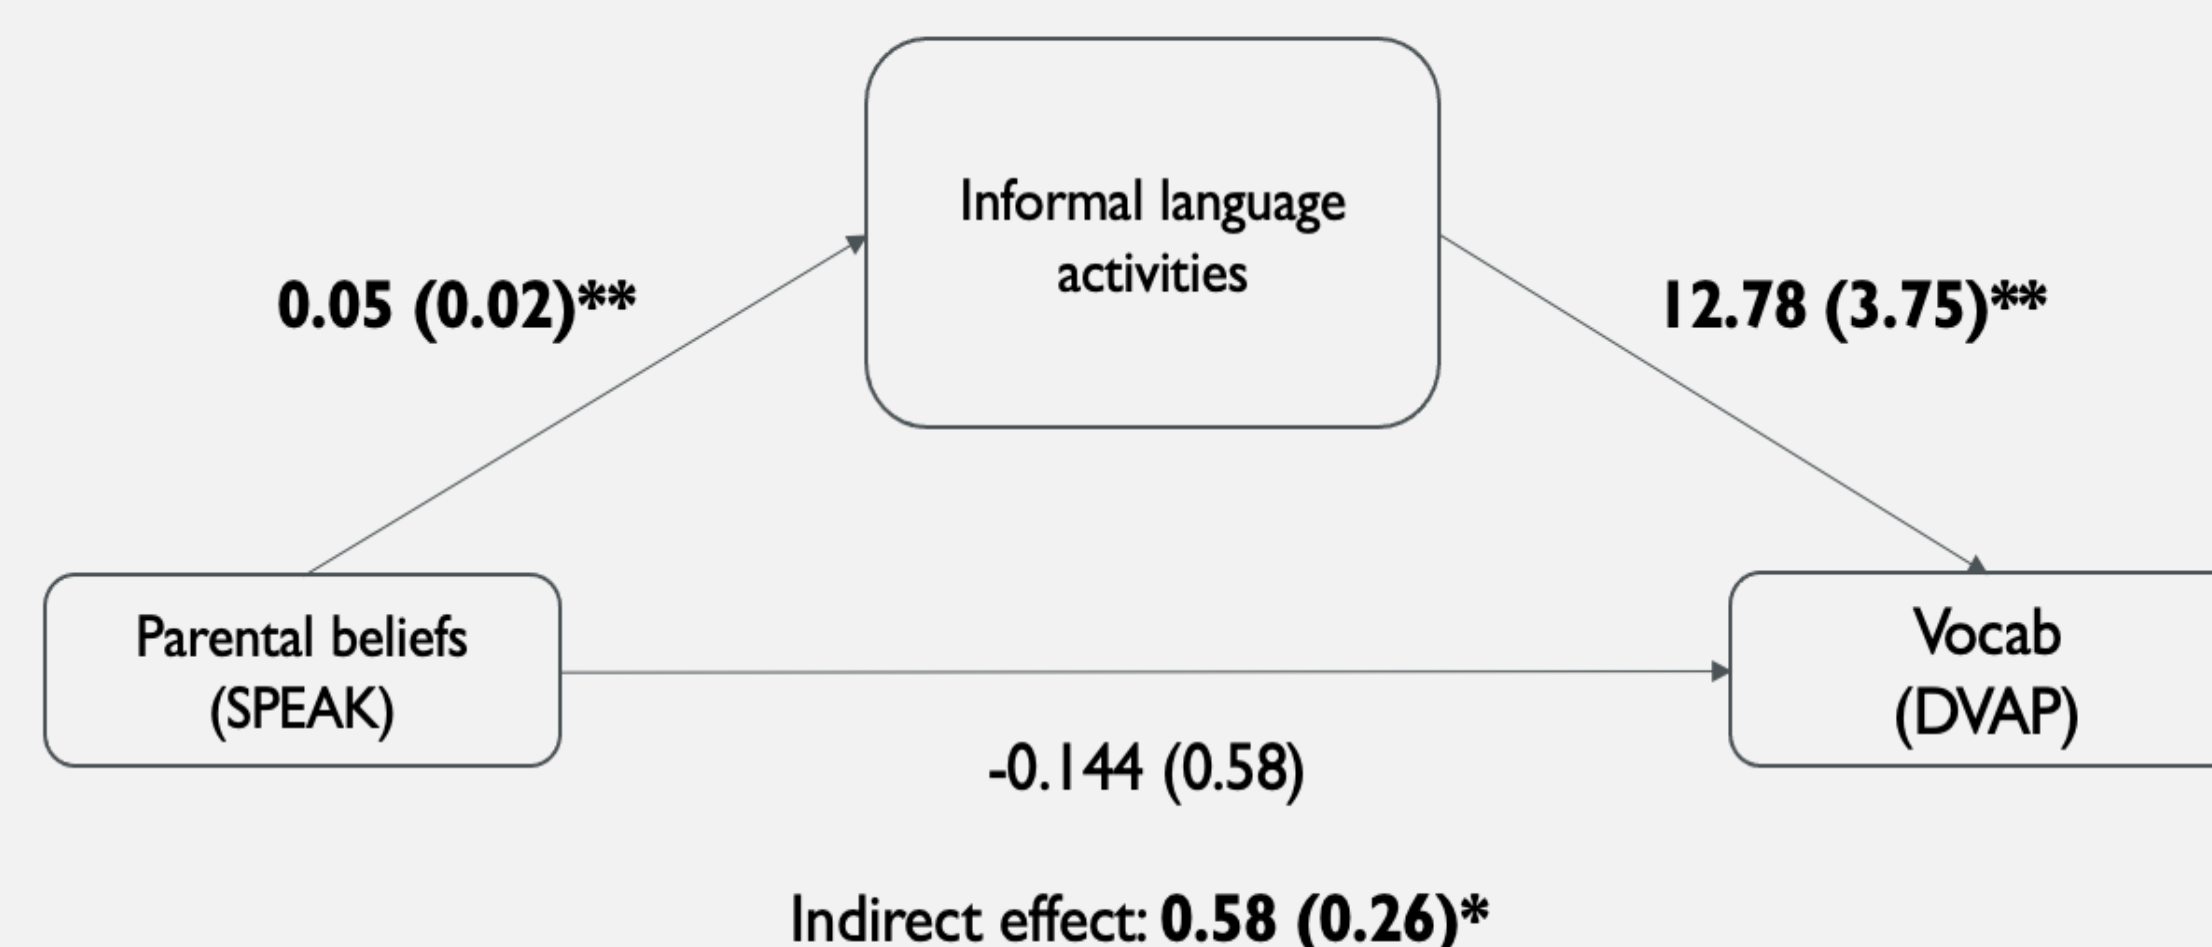 Informal language
activities
0.05 (0.02)**
12.78 (3.75)**
Parental beliefs
(SPEAK)
Vocab
(DVAP)
-0.144 (0.58)
Indirect effect: 0.58 (0.26)*